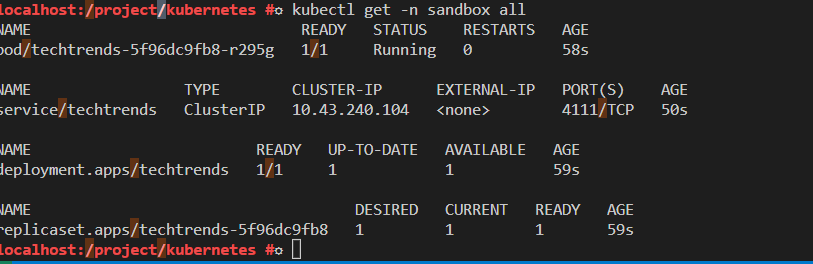 localhost:/project/kubernetes #✿ kubectl get -n sandbox all
NAME READY STATUS RESTARTS AGE
pod/techtrends-5f96dc9fb8-r295g 1/1 Running 0 58s
NAME TYPE CLUSTER-IP EXTERNAL-IP PORT(S) AGE
service/techtrends ClusterIP 10.43.240.104 <none> 4111/TCP 50s
NAME READY UP-TO-DATE AVAILABLE AGE
deployment.apps/techtrends 1/1 1 1 59s
NAME DESIRED CURRENT READY AGE
replicaset.apps/techtrends-5f96dc9fb8 1 1 1 59s
localhost:/project/kubernetes #✿